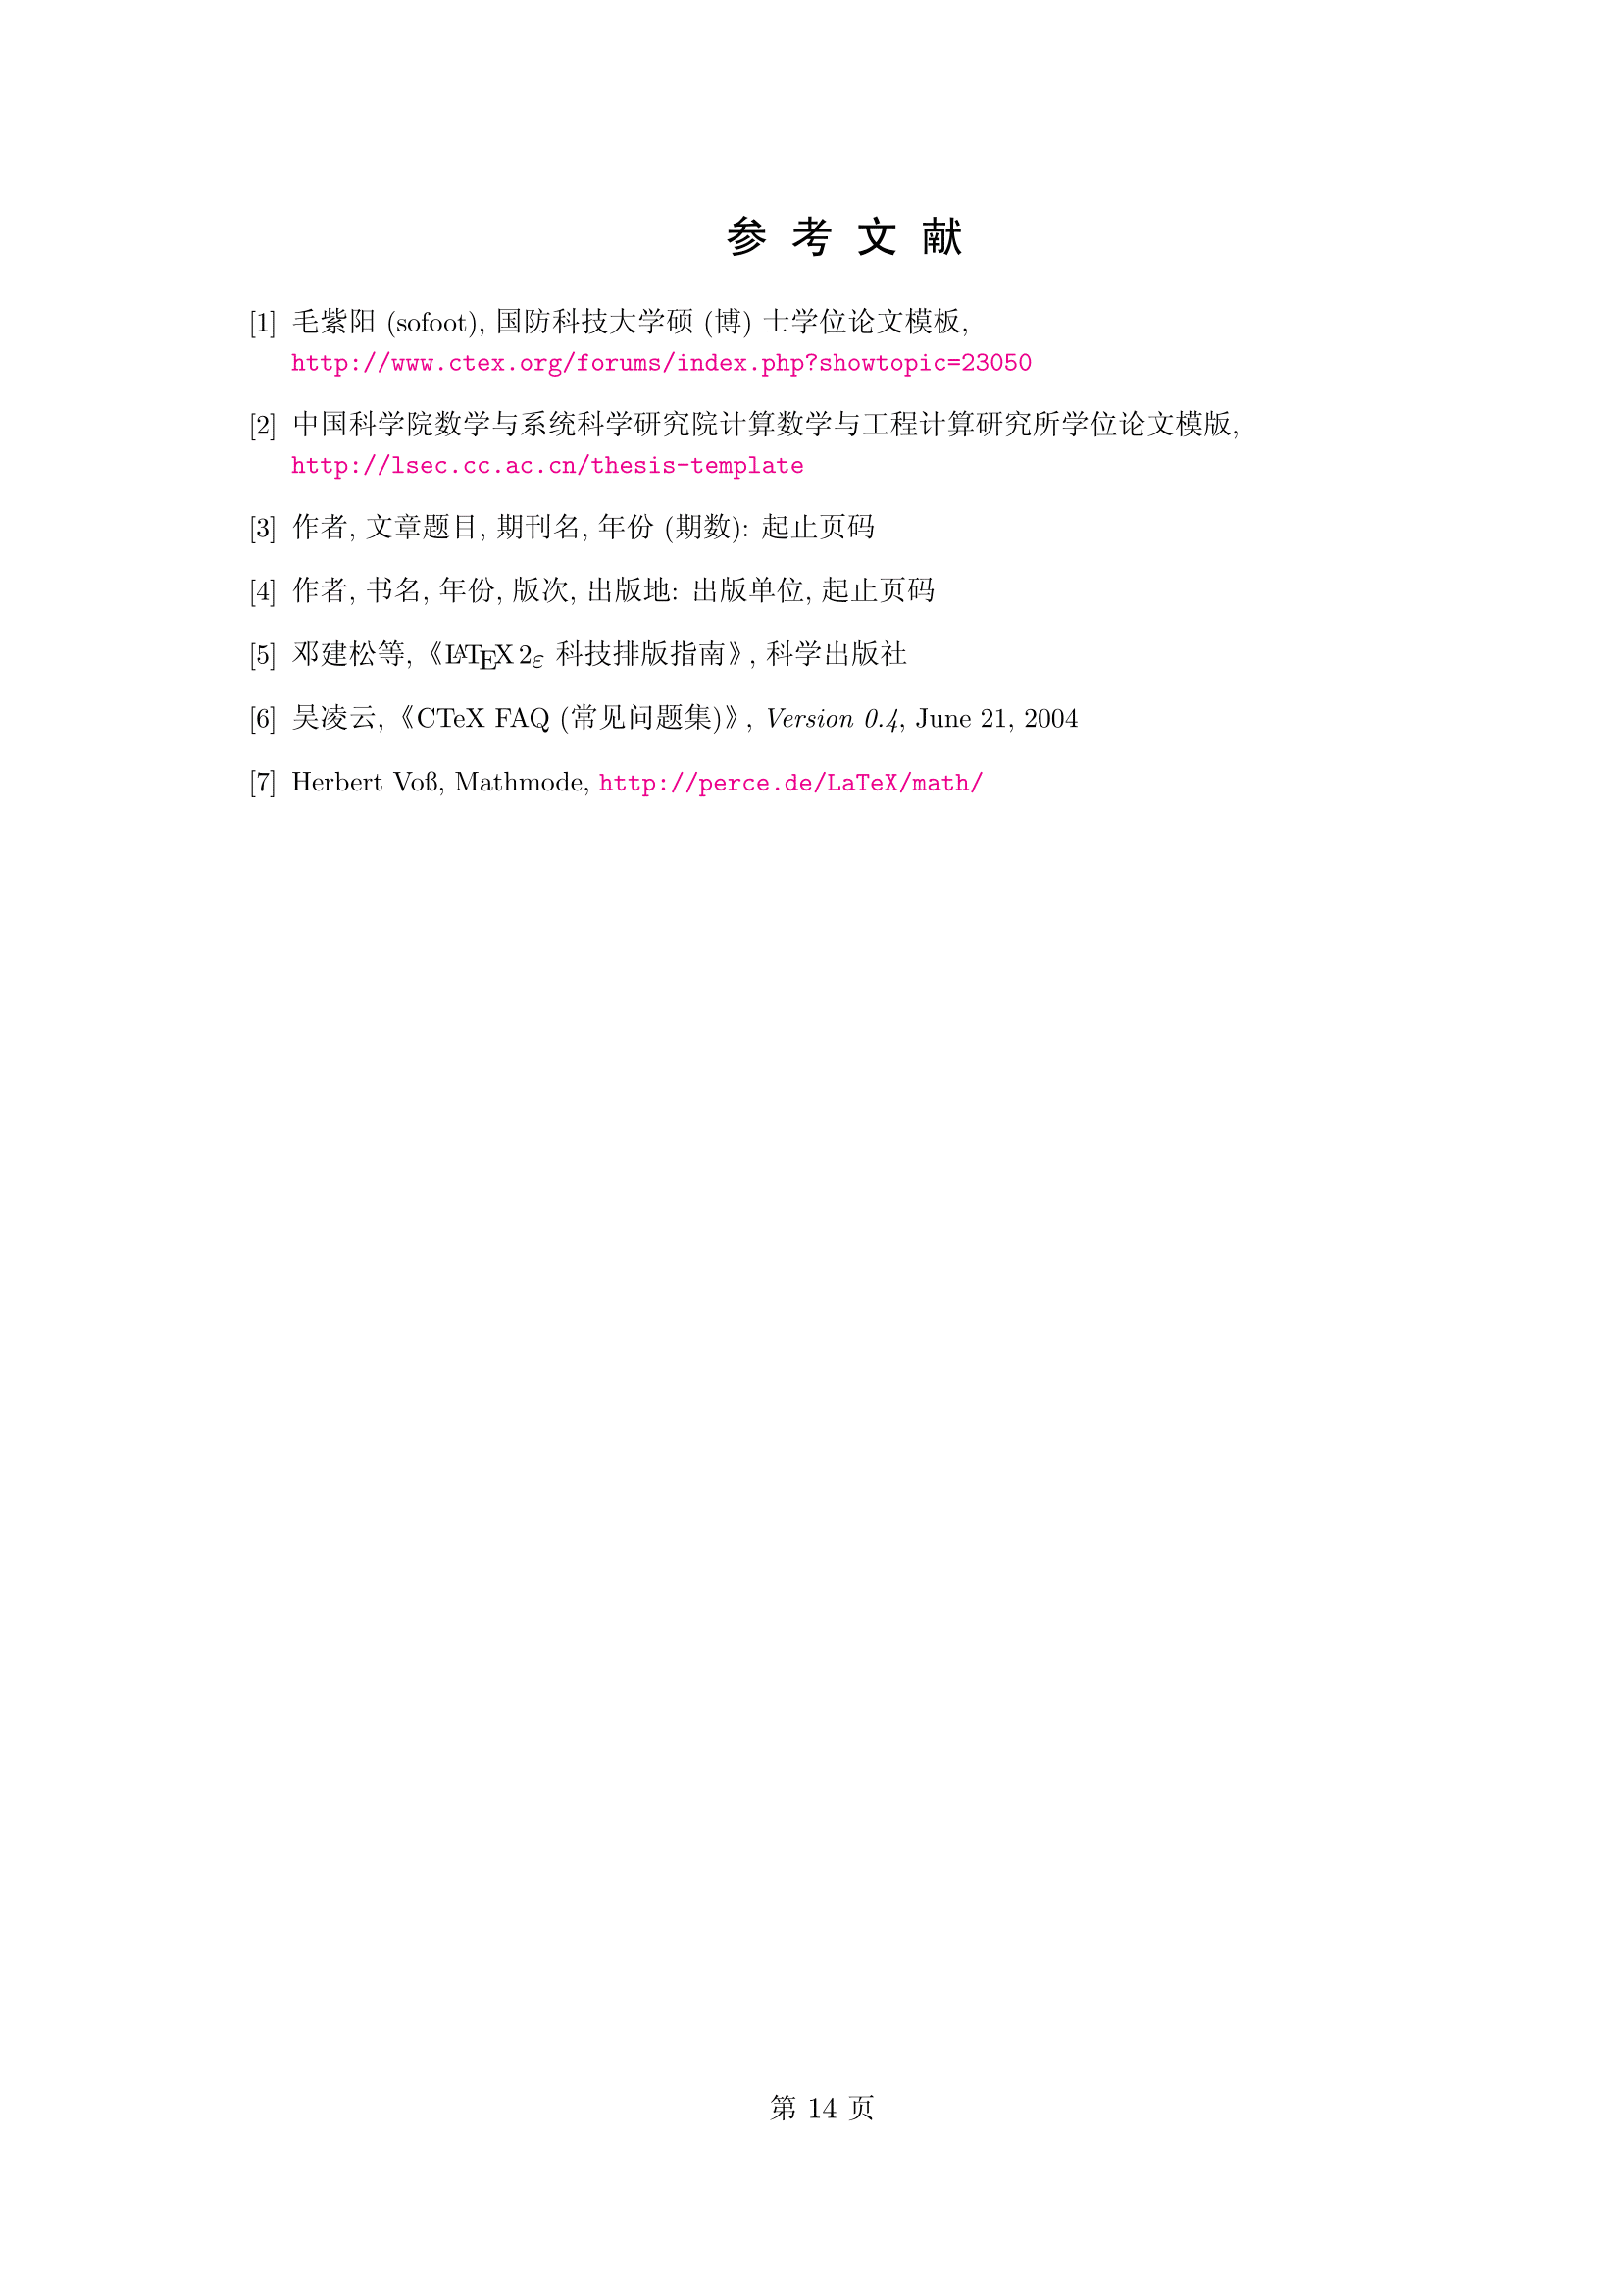 参 考 文 献
[1] 毛紫阳 (sofoot), 国防科技大学硕 (博) 士学位论文模板,
http://www.ctex.org/forums/index.php?showtopic=23050
[2] 中国科学院数学与系统科学研究院计算数学与工程计算研究所学位论文模版,
http://lsec.cc.ac.cn/thesis-template
[3] 作者, 文章题目, 期刊名, 年份 (期数): 起止页码
[4] 作者, 书名, 年份, 版次, 出版地: 出版单位, 起止页码
[5] 邓建松等,《LATEX 2ε 科技排版指南》, 科学出版社
[6] 吴凌云,《CTeX FAQ (常见问题集)》, Version 0.4, June 21, 2004
[7] Herbert Voß, Mathmode, http://perce.de/LaTeX/math/
第 14 页